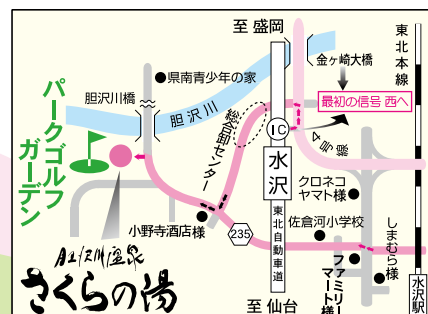 至 盛岡
東北本線
金ヶ崎大橋
県南青少年の家
胆沢川橋
胆沢川
総合卸センター
最初の信号 西へ
IC
4号線
パークゴルフ
ガーデン
水沢
クロネコ
ヤマト様
小野寺酒店様
235
東北自動車道
佐倉河小学校
しまむら様
ファミリー
マート様
胆沢川温泉
さくらの湯
至 仙台
水沢駅